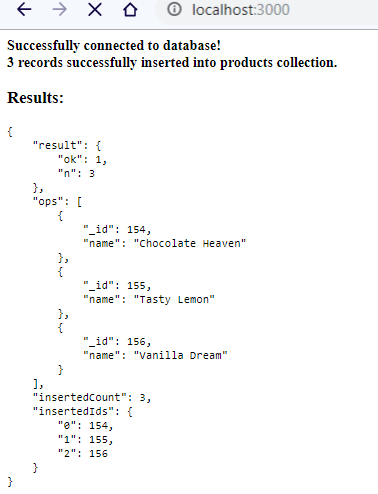 localhost:3000
Successfully connected to database!
3 records successfully inserted into products collection.
Results:
{
    "result": {
        "ok": 1,
        "n": 3
    },
    "ops": [
        {
            "_id": 154,
            "name": "Chocolate Heaven"
        },
        {
            "_id": 155,
            "name": "Tasty Lemon"
        },
        {
            "_id": 156,
            "name": "Vanilla Dream"
        }
    ],
    "insertedCount": 3,
    "insertedIds": {
        "0": 154,
        "1": 155,
        "2": 156
    }
}